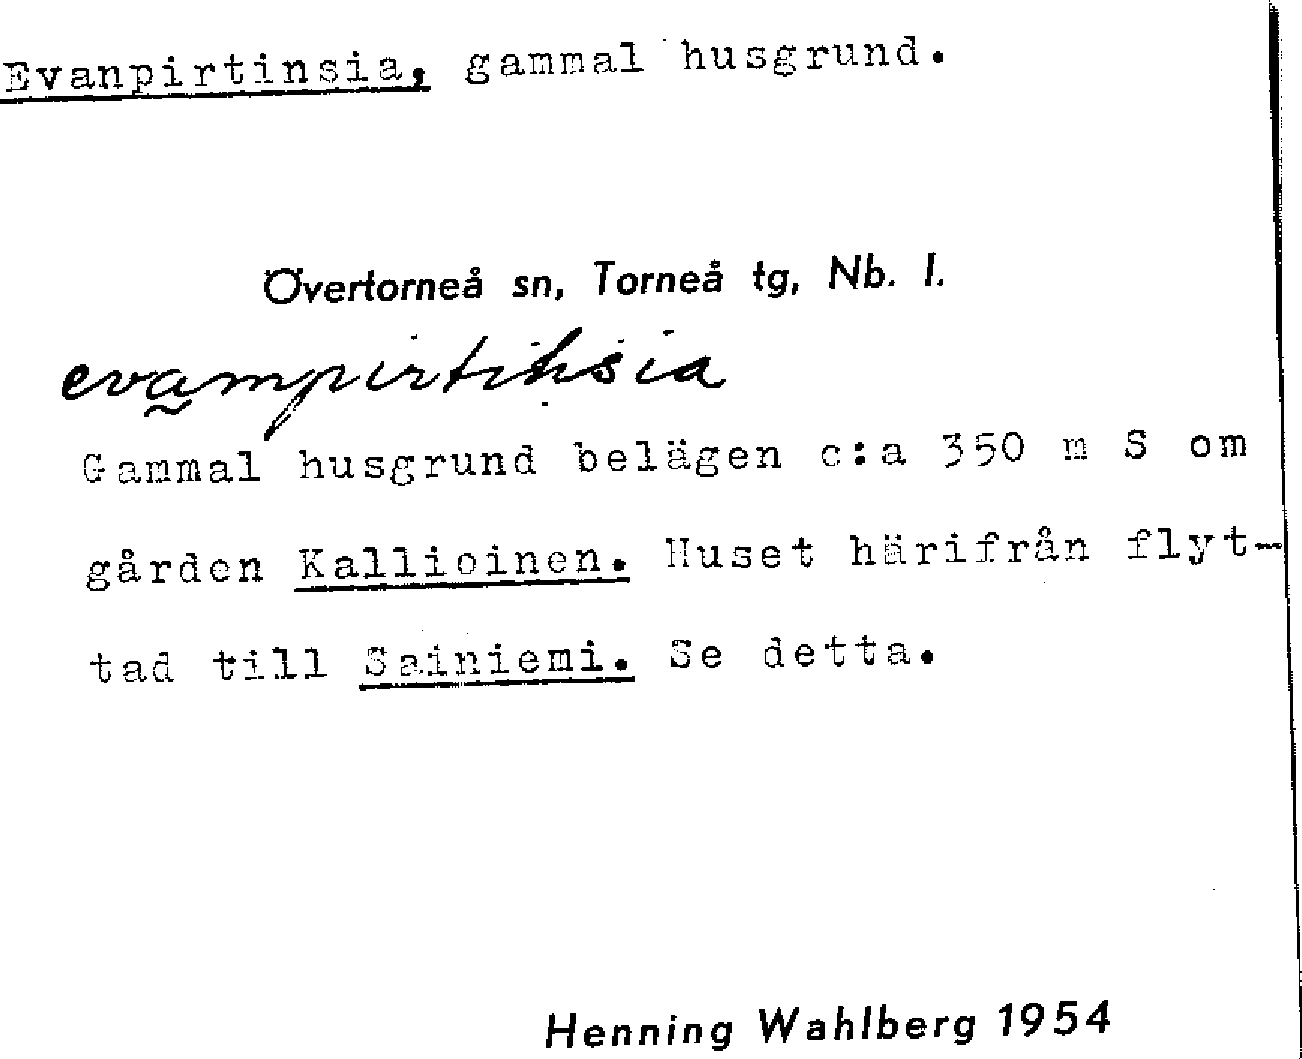 Evanpirtinsia, gammal husgrund.
Övertorneå sn, Torneå tg, Nb. l.
evampirtihsia
Gammal husgrund belägen c:a 350 m S om
gården Kallioinen. Huset härifrån flyt-
tad till Sainiemi. Se detta.
Henning Wahlberg 1954